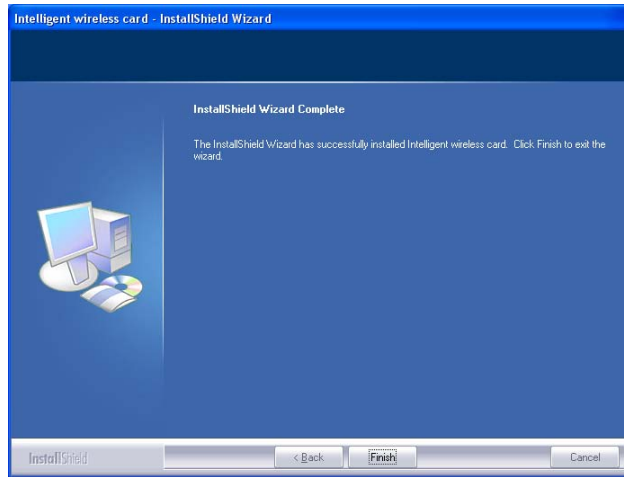 Intelligent wireless card - InstallShield Wizard
InstallShield Wizard Complete
The InstallShield Wizard has successfully installed Intelligent wireless card. Click Finish to exit the
wizard.
InstallShield
< Back
Finish
Cancel